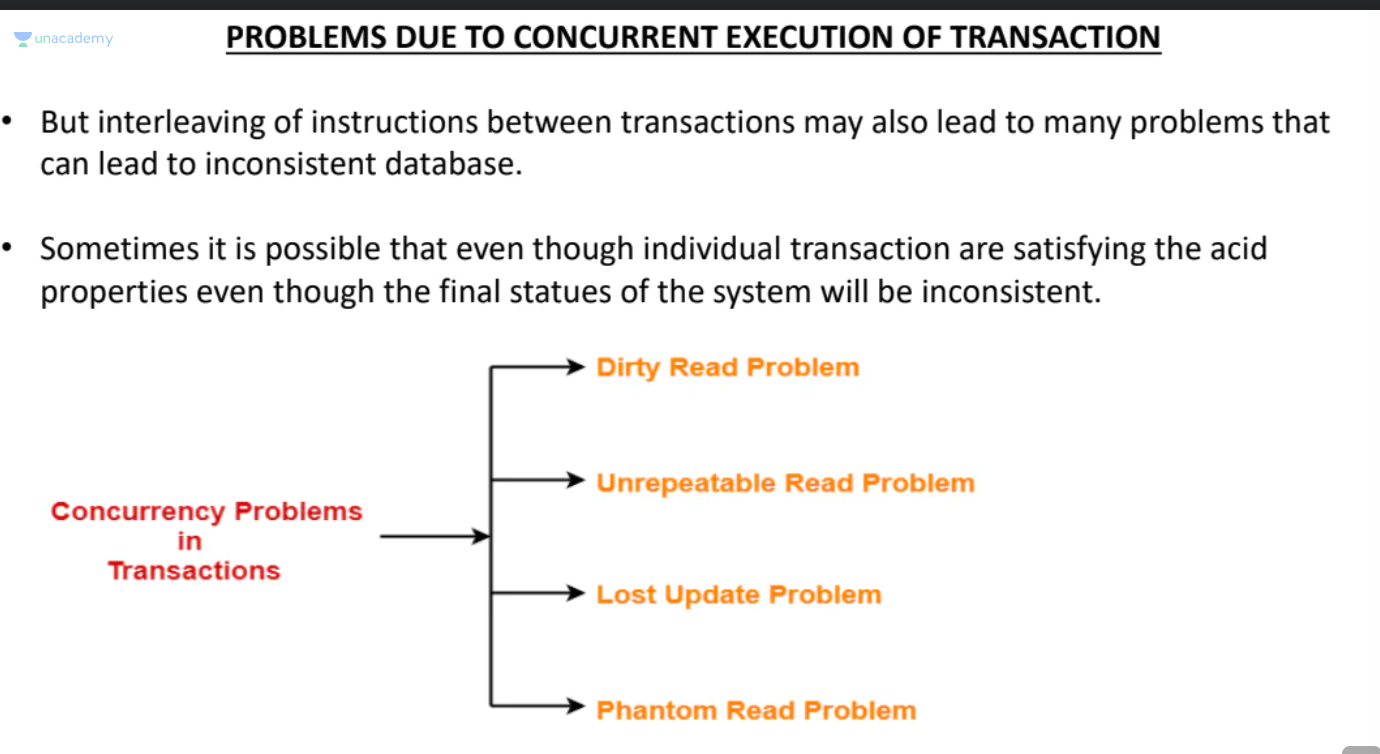 unacademy
PROBLEMS DUE TO CONCURRENT EXECUTION OF TRANSACTION
• But interleaving of instructions between transactions may also lead to many problems that
can lead to inconsistent database.
• Sometimes it is possible that even though individual transaction are satisfying the acid
properties even though the final statues of the system will be inconsistent.
Concurrency Problems
in
Transactions
Dirty Read Problem
Unrepeatable Read Problem
Lost Update Problem
Phantom Read Problem